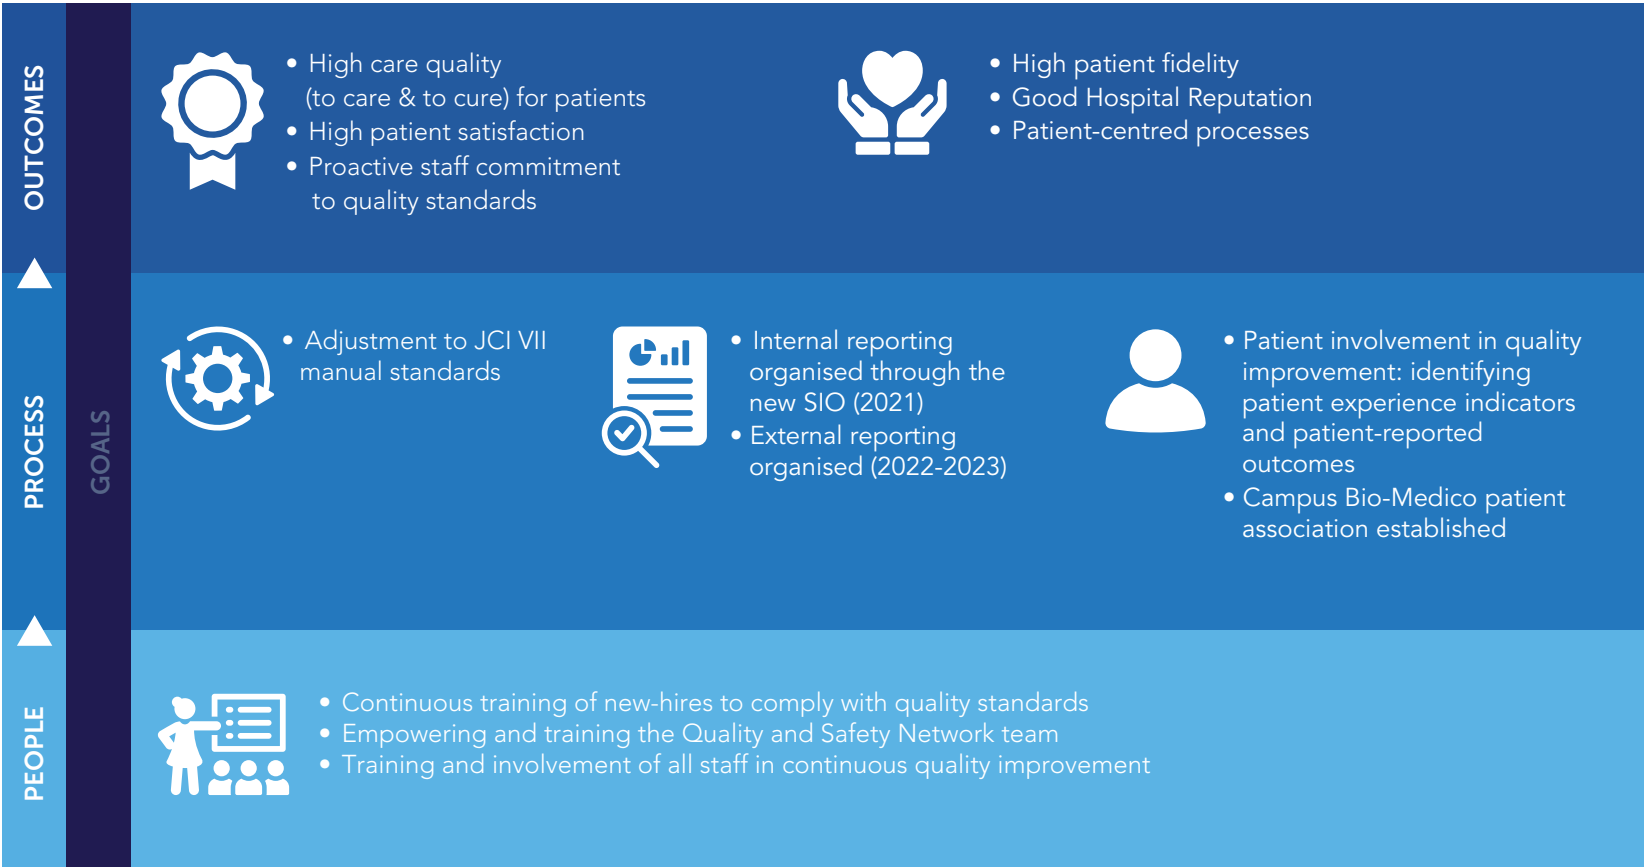 OUTCOMES
• High care quality
(to care & to cure) for patients
• High patient satisfaction
• Proactive staff commitment
to quality standards
• High patient fidelity
• Good Hospital Reputation
• Patient-centred processes
PROCESS
GOALS
• Adjustment to JCI VII
manual standards
• Internal reporting
organised through the
new SIO (2021)
• External reporting
organised (2022-2023)
• Patient involvement in quality
improvement: identifying
patient experience indicators
and patient-reported
outcomes
• Campus Bio-Medico patient
association established
PEOPLE
• Continuous training of new-hires to comply with quality standards
• Empowering and training the Quality and Safety Network team
• Training and involvement of all staff in continuous quality improvement